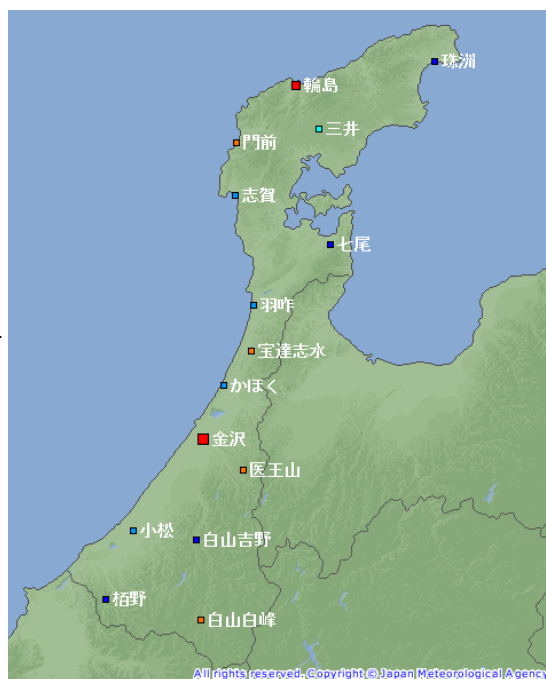 珠洲
輪島
三井
門前
志賀
七尾
羽咋
宝達志水
かほく
金沢
医王山
小松
白山吉野
栢野
白山白峰
All rights reserved. Copyright © Japan Meteorological Agency